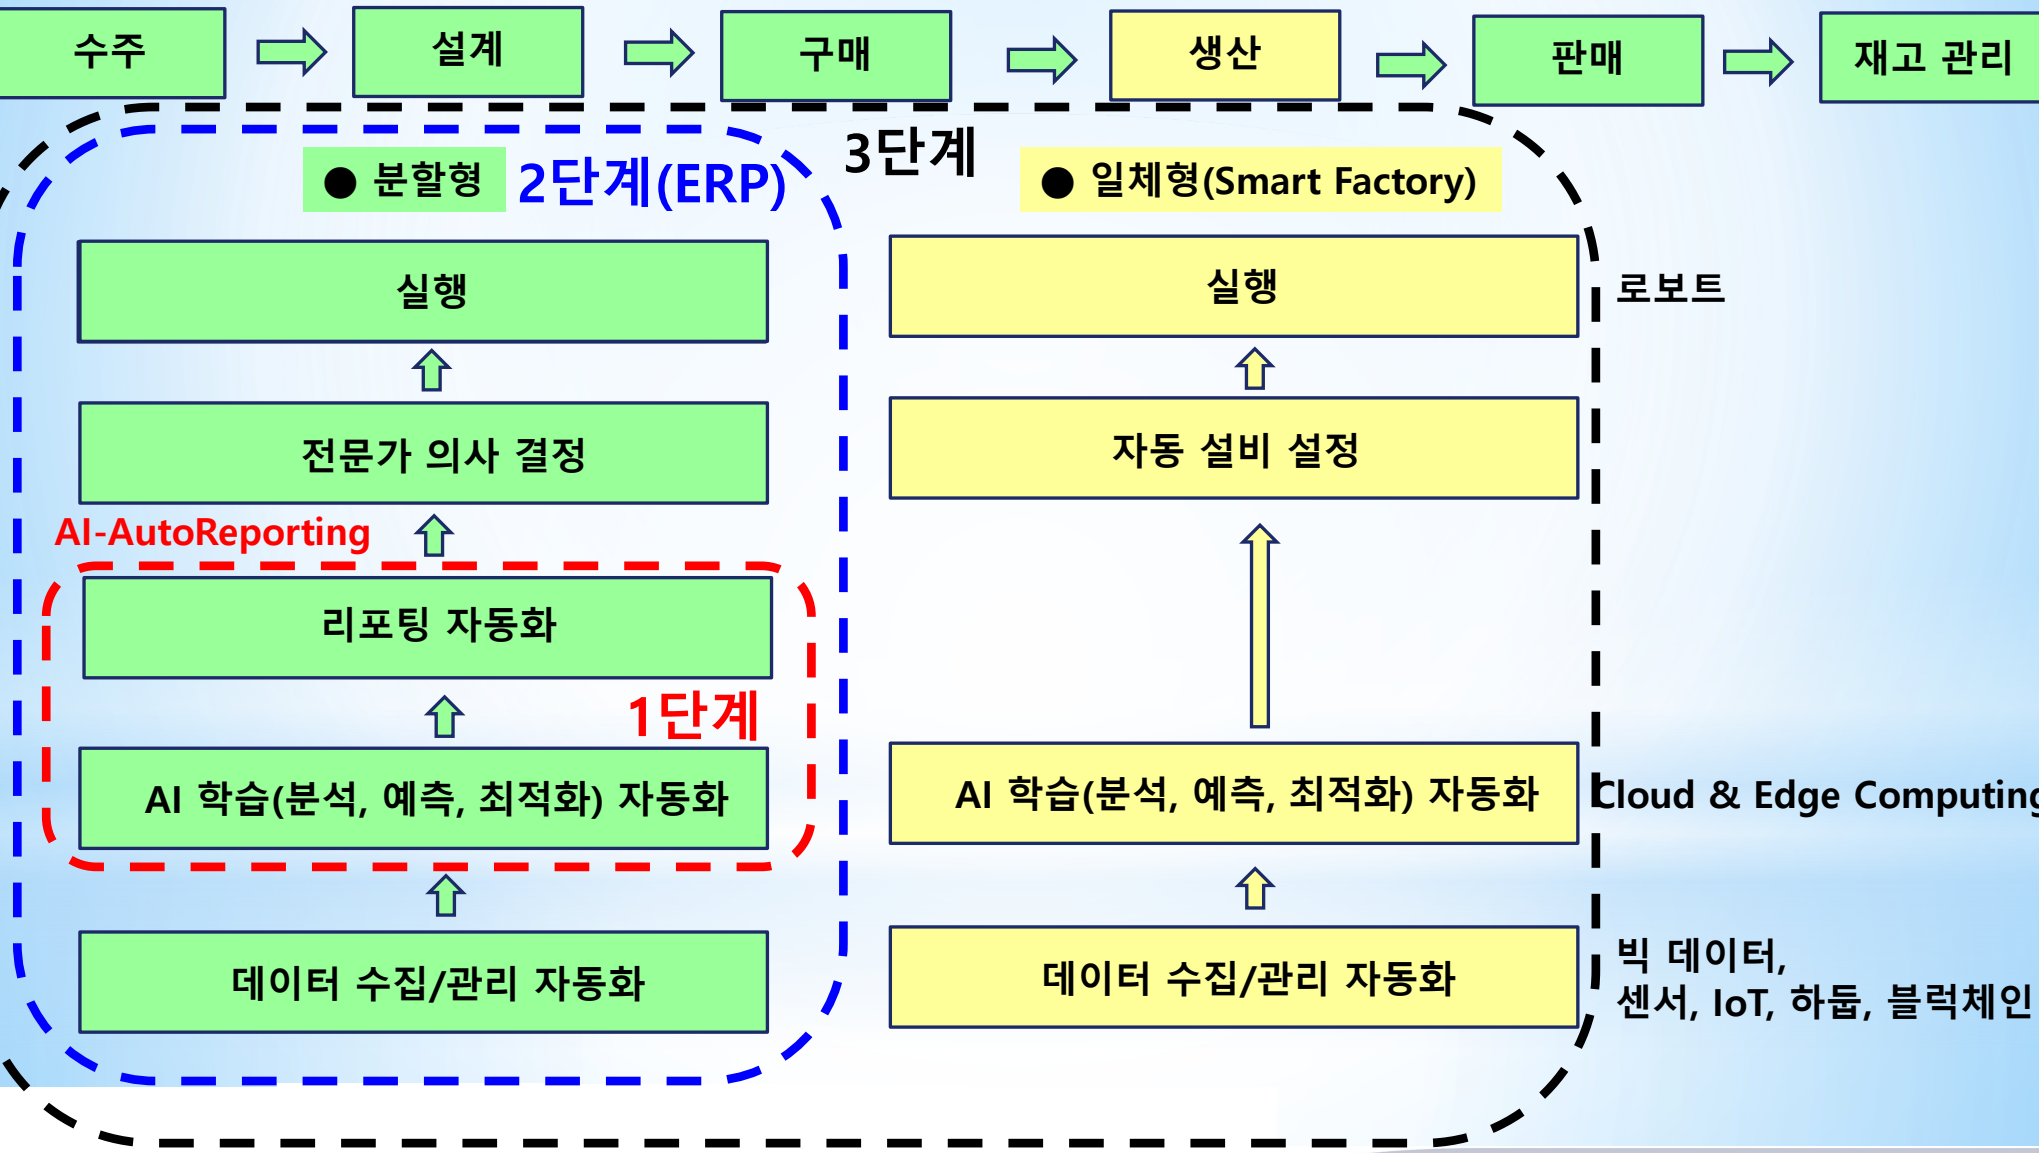 수주
설계
구매
생산
판매
재고 관리
3단계
● 분할형
2단계(ERP)
● 일체형(Smart Factory)
실행
실행
로보트
전문가 의사 결정
자동 설비 설정
AI-AutoReporting
리포팅 자동화
1단계
AI 학습(분석, 예측, 최적화) 자동화
AI 학습(분석, 예측, 최적화) 자동화
Cloud & Edge Computing
데이터 수집/관리 자동화
데이터 수집/관리 자동화
빅 데이터,
센서, IoT, 하둡, 블럭체인